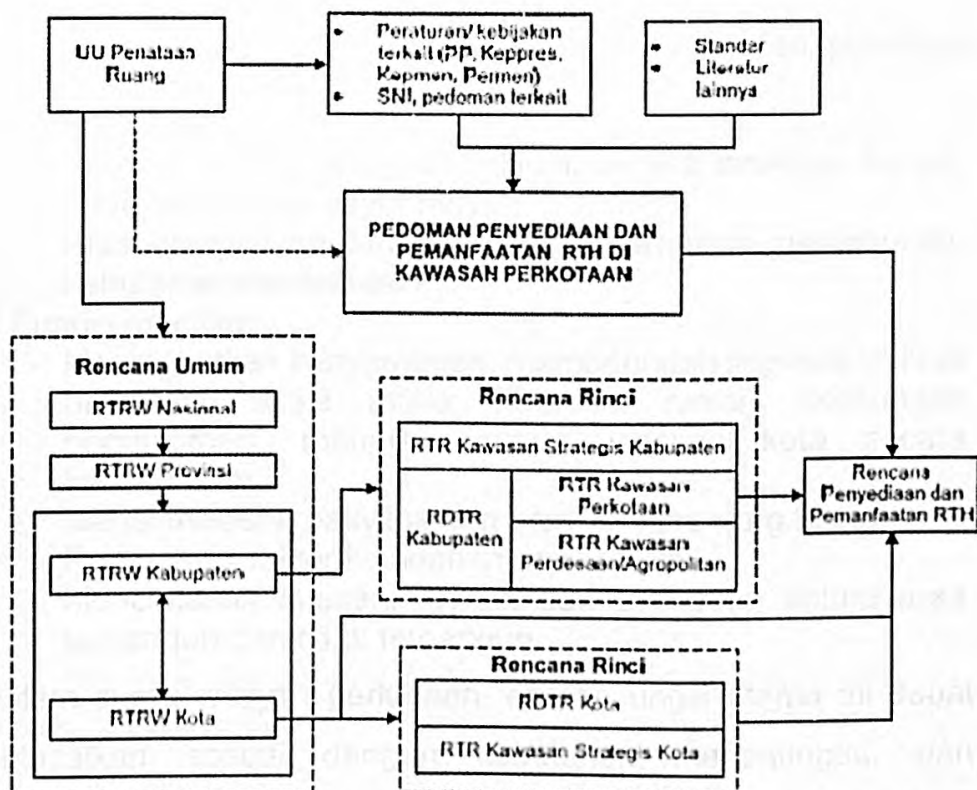 UU Penataan
Ruang
• Peraturan/ kebijakan
terkait (PP, Keppres,
Kepmen, Permen)
• SNI, pedoman terkait
• Standar
• Literatur
lainnya
PEDOMAN PENYEDIAAN DAN
PEMANFAATAN RTH DI
KAWASAN PERKOTAAN
Rencana Umum
RTRW Nasional
RTRW Provinsi
RTRW Kabupaten
RTRW Kota
Rencana Rinci
RTR Kawasan Strategis Kabupaten
RDTR
Kabupaten
RTR Kawasan
Perkotaan
RTR Kawasan
Perdesaan/Agropolitan
Rencana
Penyediaan dan
Pemanfaatan RTH
Rencana Rinci
RDTR Kota
RTR Kawasan Strategis Kota